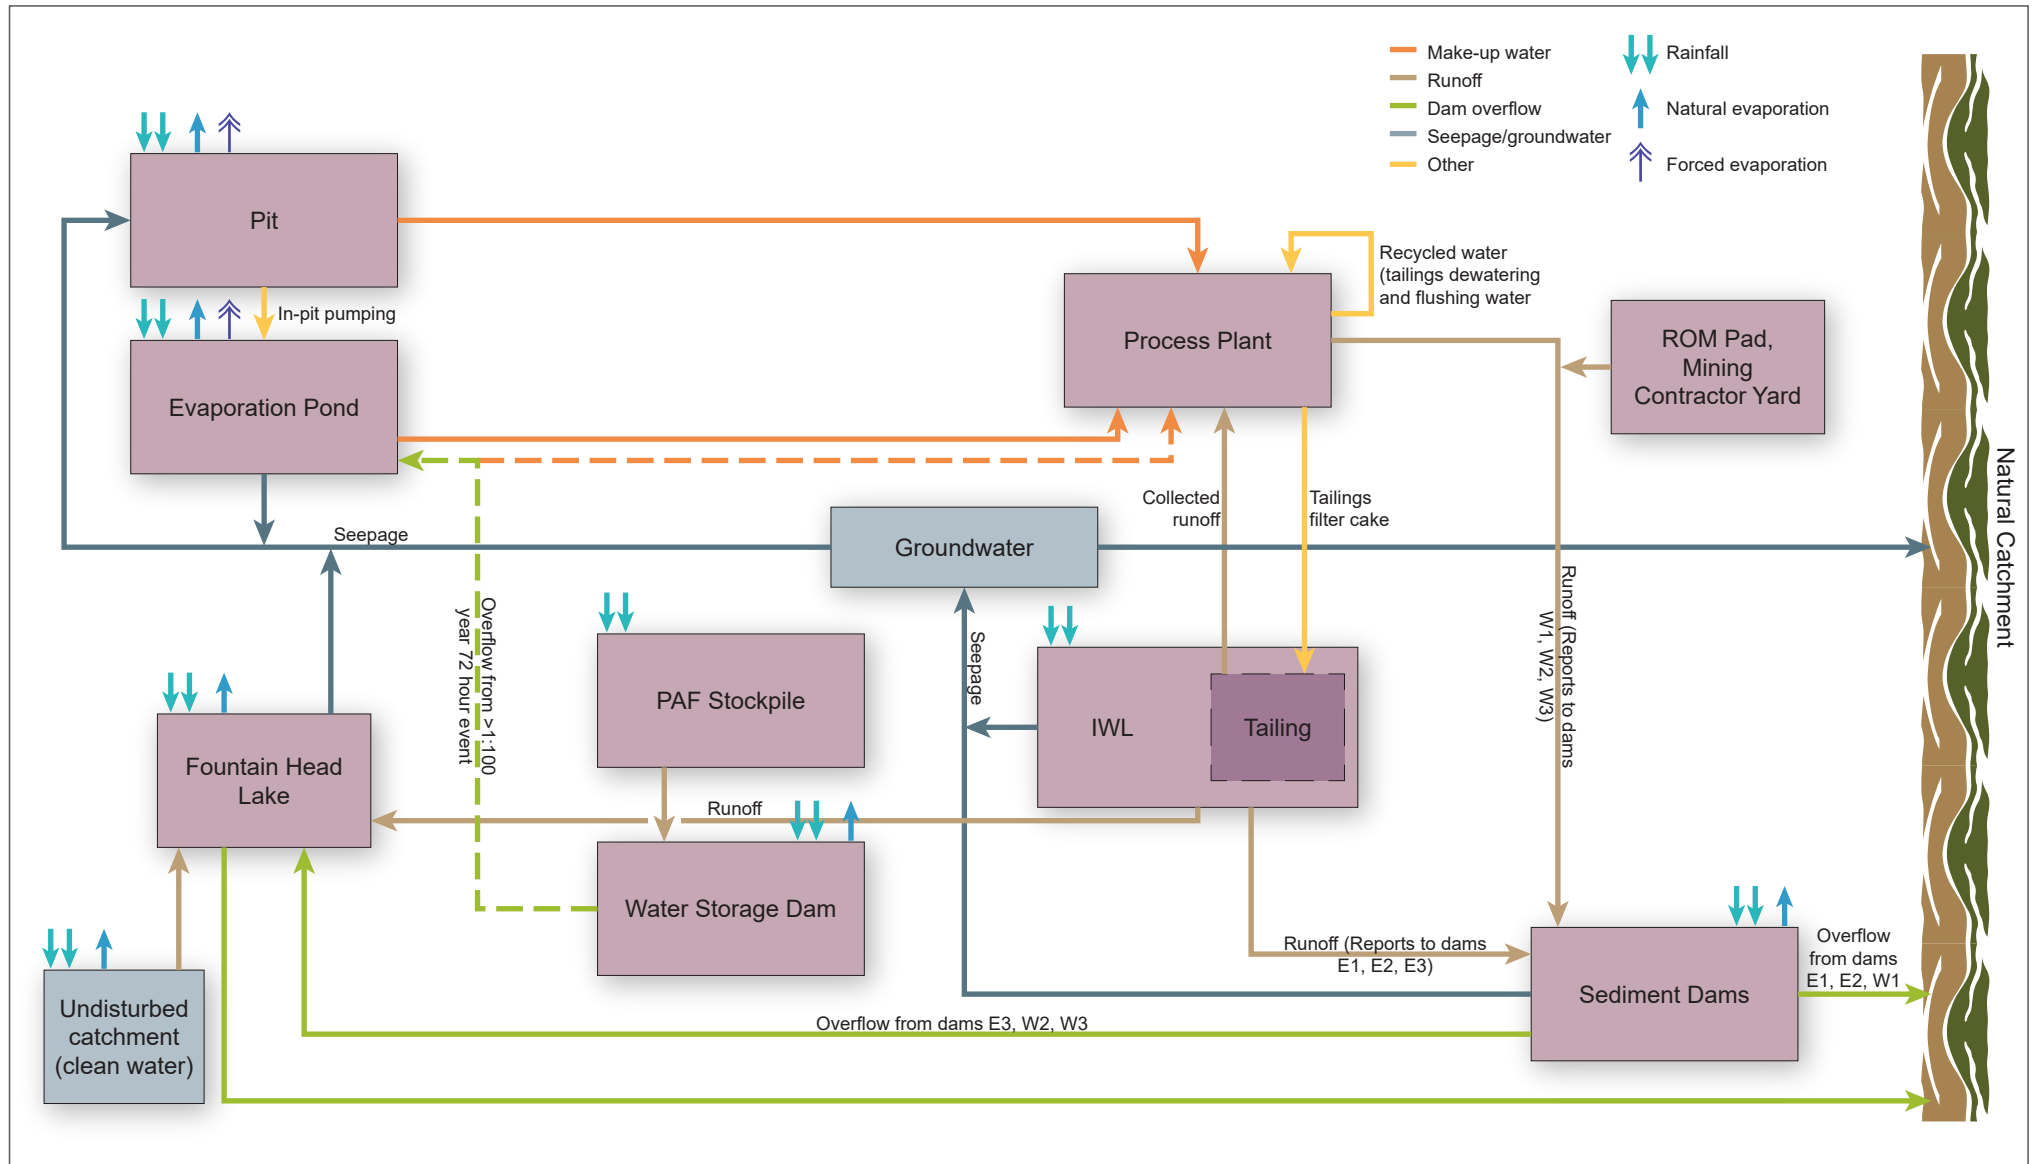 Make-up water
Runoff
Dam overflow
Seepage/groundwater
Other
Rainfall
Natural evaporation
Forced evaporation
Pit
In-pit pumping
Evaporation Pond
Recycled water
(tailings dewatering
and flushing water
Process Plant
ROM Pad,
Mining
Contractor Yard
Natural Catchment
Collected
runoff
Tailings
filter cake
Seepage
Groundwater
Runoff (Reports to dams
W1, W2, W3)
Overflow from >1:100
year 72 hour event
Seepage
PAF Stockpile
IWL
Tailing
Fountain Head
Lake
Runoff
Water Storage Dam
Runoff (Reports to dams
E1, E2, E3)
Overflow
from dams
E1, E2, W1
Sediment Dams
Undisturbed
catchment
(clean water)
Overflow from dams E3, W2, W3